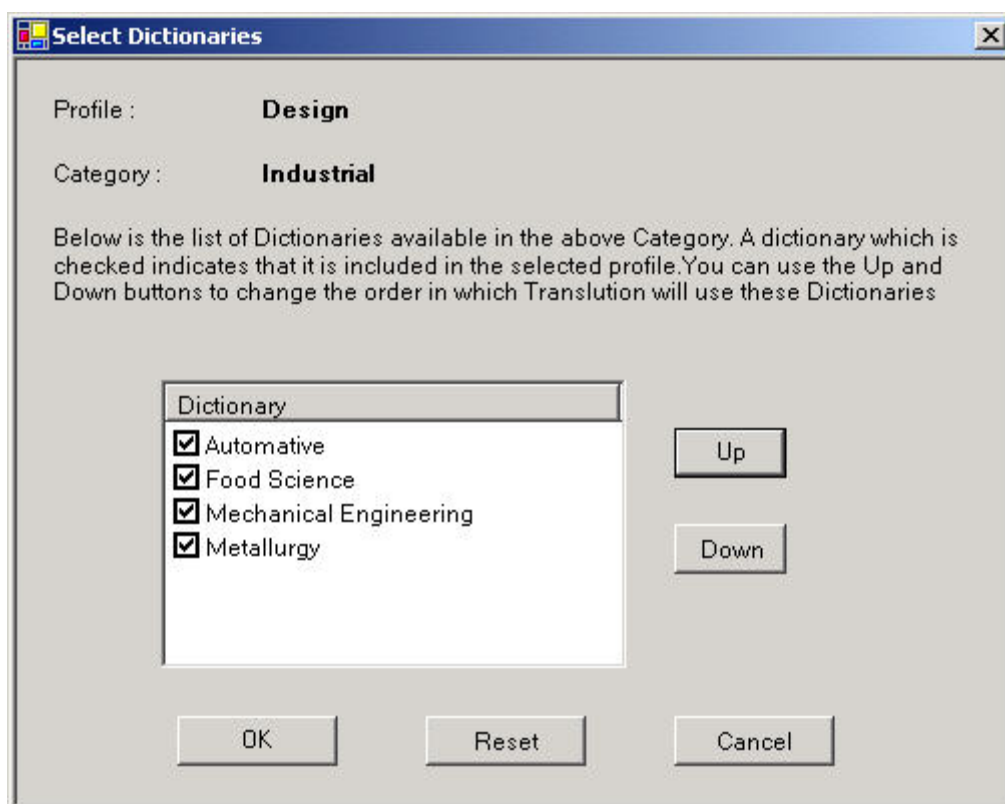 Select Dictionaries
Profile : Design
Category : Industrial
Below is the list of Dictionaries available in the above Category. A dictionary which is
checked indicates that it is included in the selected profile.You can use the Up and
Down buttons to change the order in which Translution will use these Dictionaries
Dictionary
Automative
Food Science
Mechanical Engineering
Metallurgy
Up
Down
OK Reset Cancel